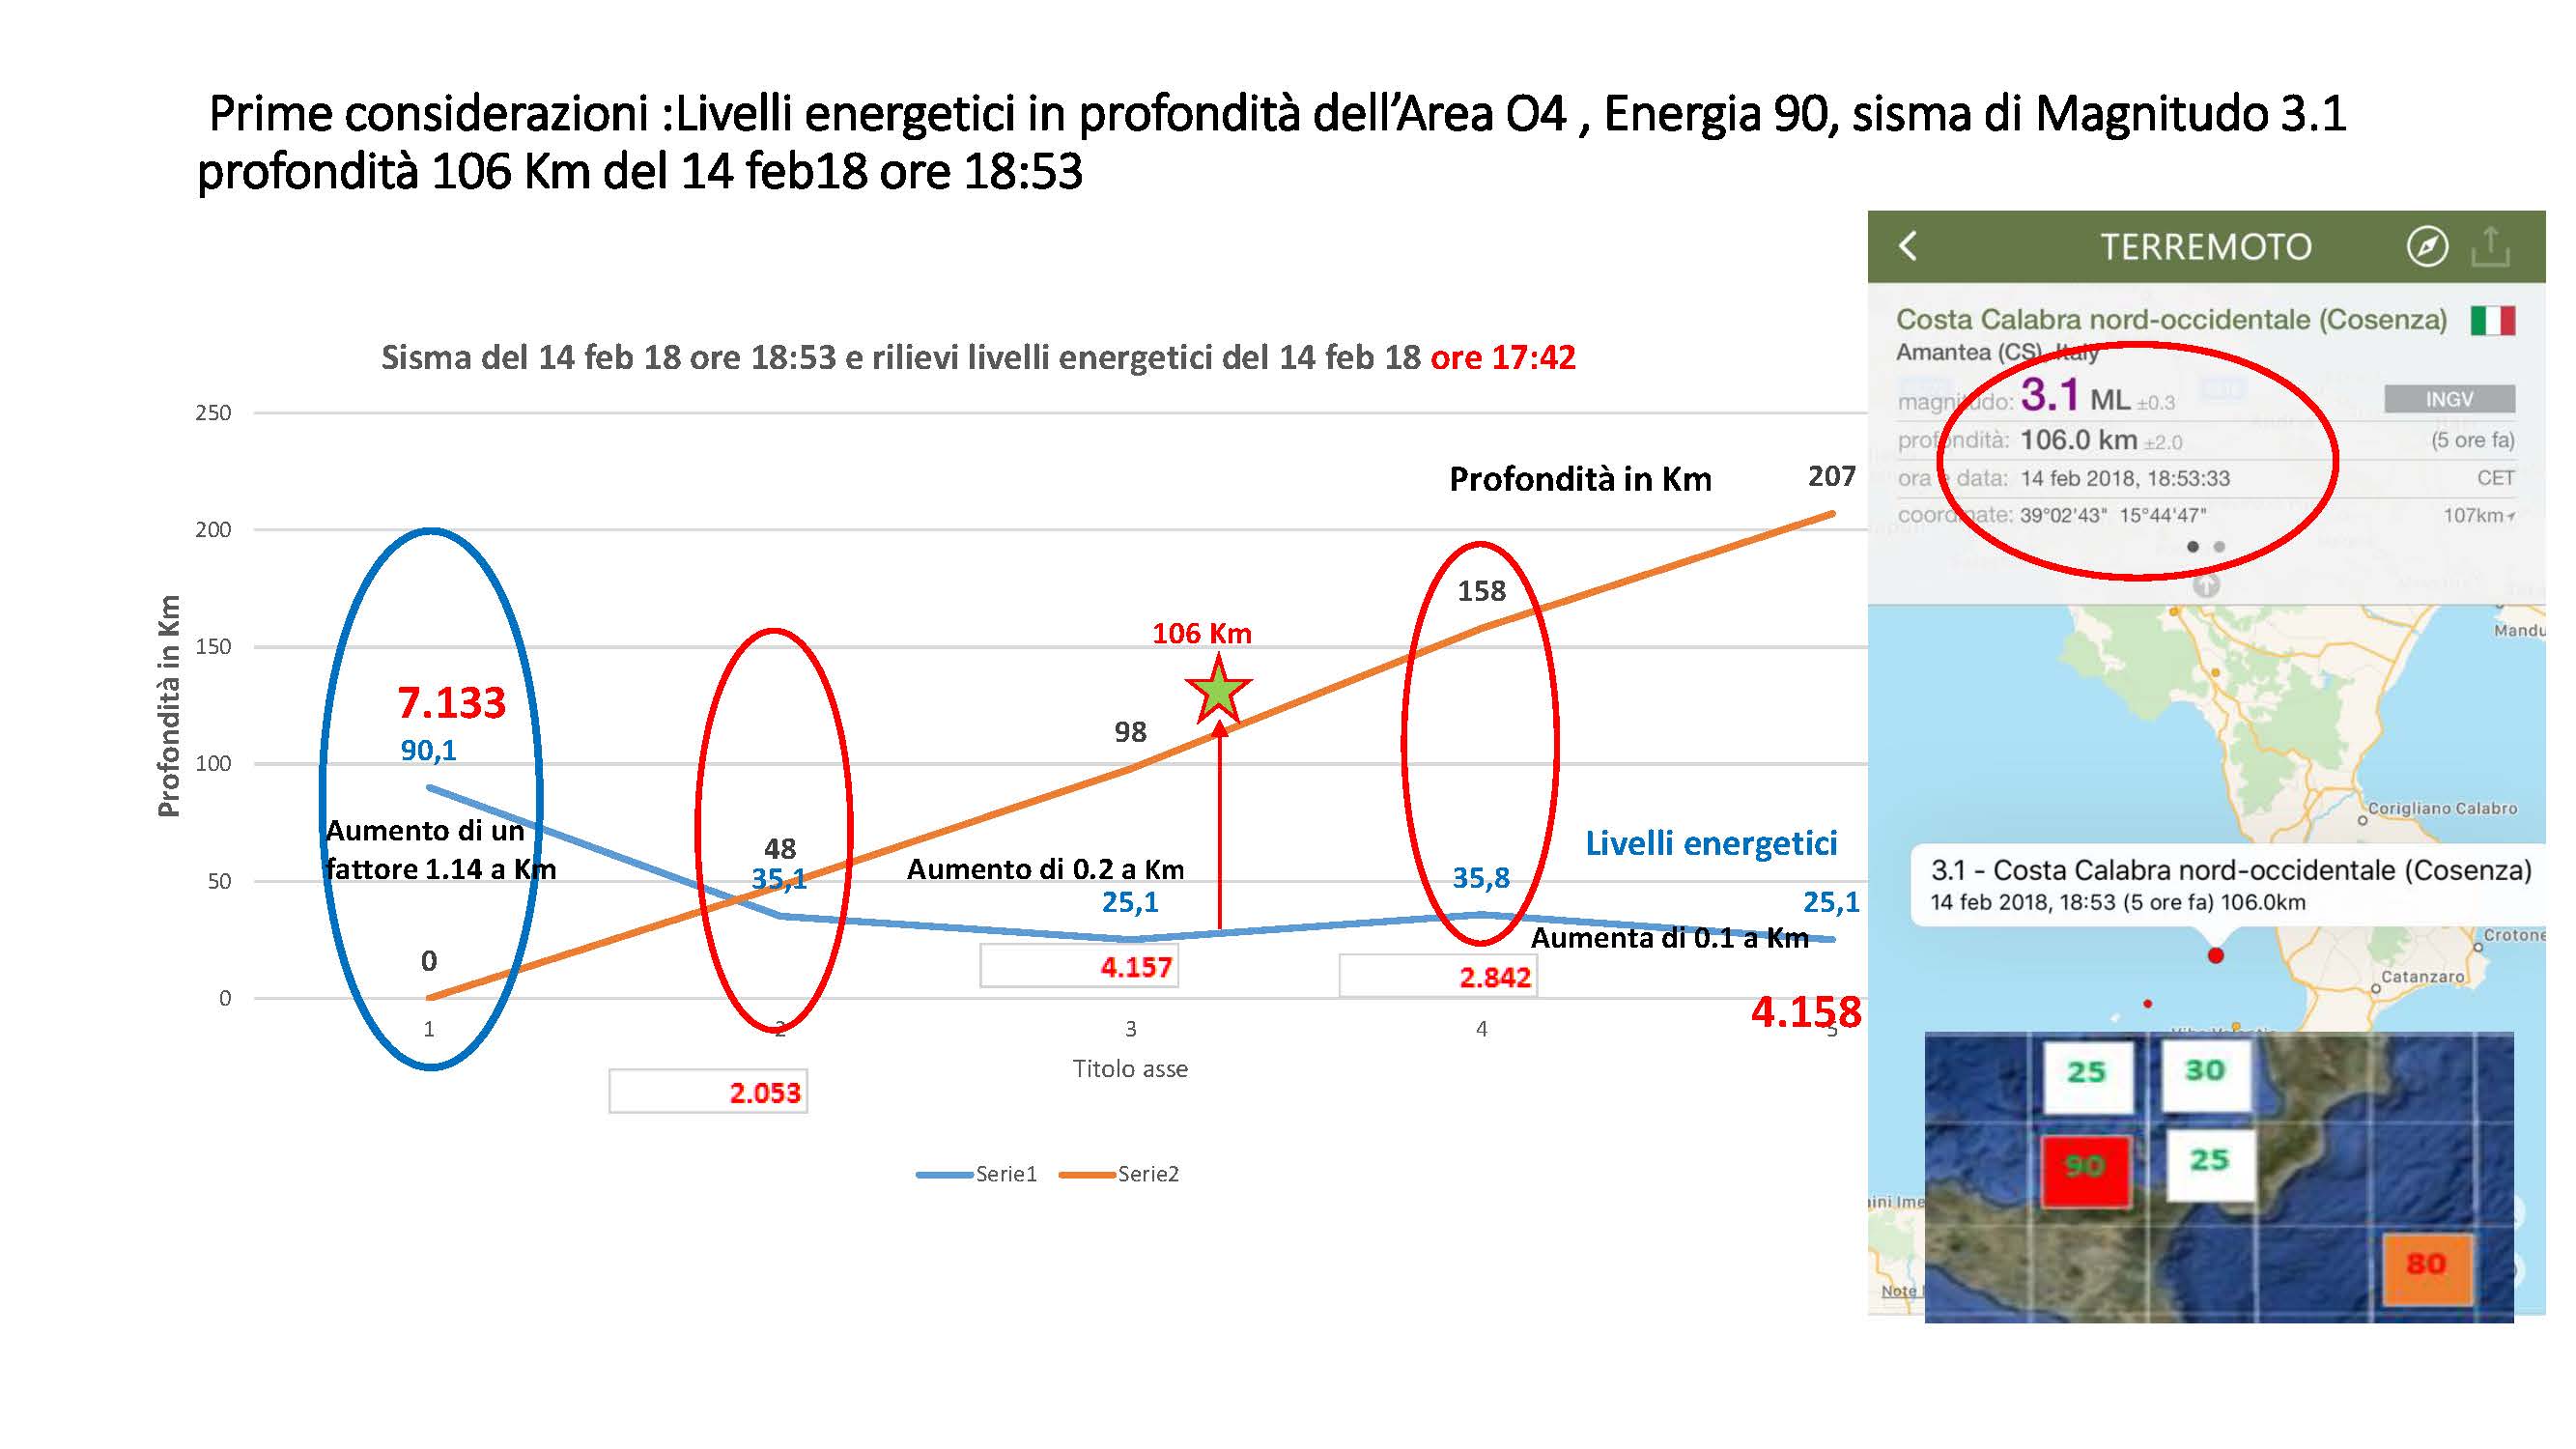 Prime considerazioni :Livelli energetici in profondità dell'Area O4 , Energia 90, sisma di Magnitudo 3.1
profondità 106 Km del 14 feb18 ore 18:53
Sisma del 14 feb 18 ore 18:53 e rilievi livelli energetici del 14 feb 18 ore 17:42
Profondità in Km
250
200
150
100
50
0
Profondità in Km
207
158
106 Km
98
48
0
7.133
90,1
Aumento di un
fattore 1.14 a Km
35,1
Aumento di 0.2 a Km
25,1
35,8
Livelli energetici
25,1
Aumenta di 0.1 a Km
4.157
2.842
4.158
2.053
1
2
3
4
5
Titolo asse
Serie1
Serie2
TERREMOTO
Costa Calabra nord-occidentale (Cosenza)
Amantea (CS), Italy
magnitudo: 3.1 ML ±0.3
INGV
profondità: 106.0 km ±2.0
(5 ore fa)
ora e data: 14 feb 2018, 18:53:33
CET
coordinate: 39°02'43" 15°44'47"
107km
Mandu
Corigliano Calabro
3.1 - Costa Calabra nord-occidentale (Cosenza)
14 feb 2018, 18:53 (5 ore fa) 106.0km
Crotone
Catanzaro
25
30
90
25
80
ini Ime
Note